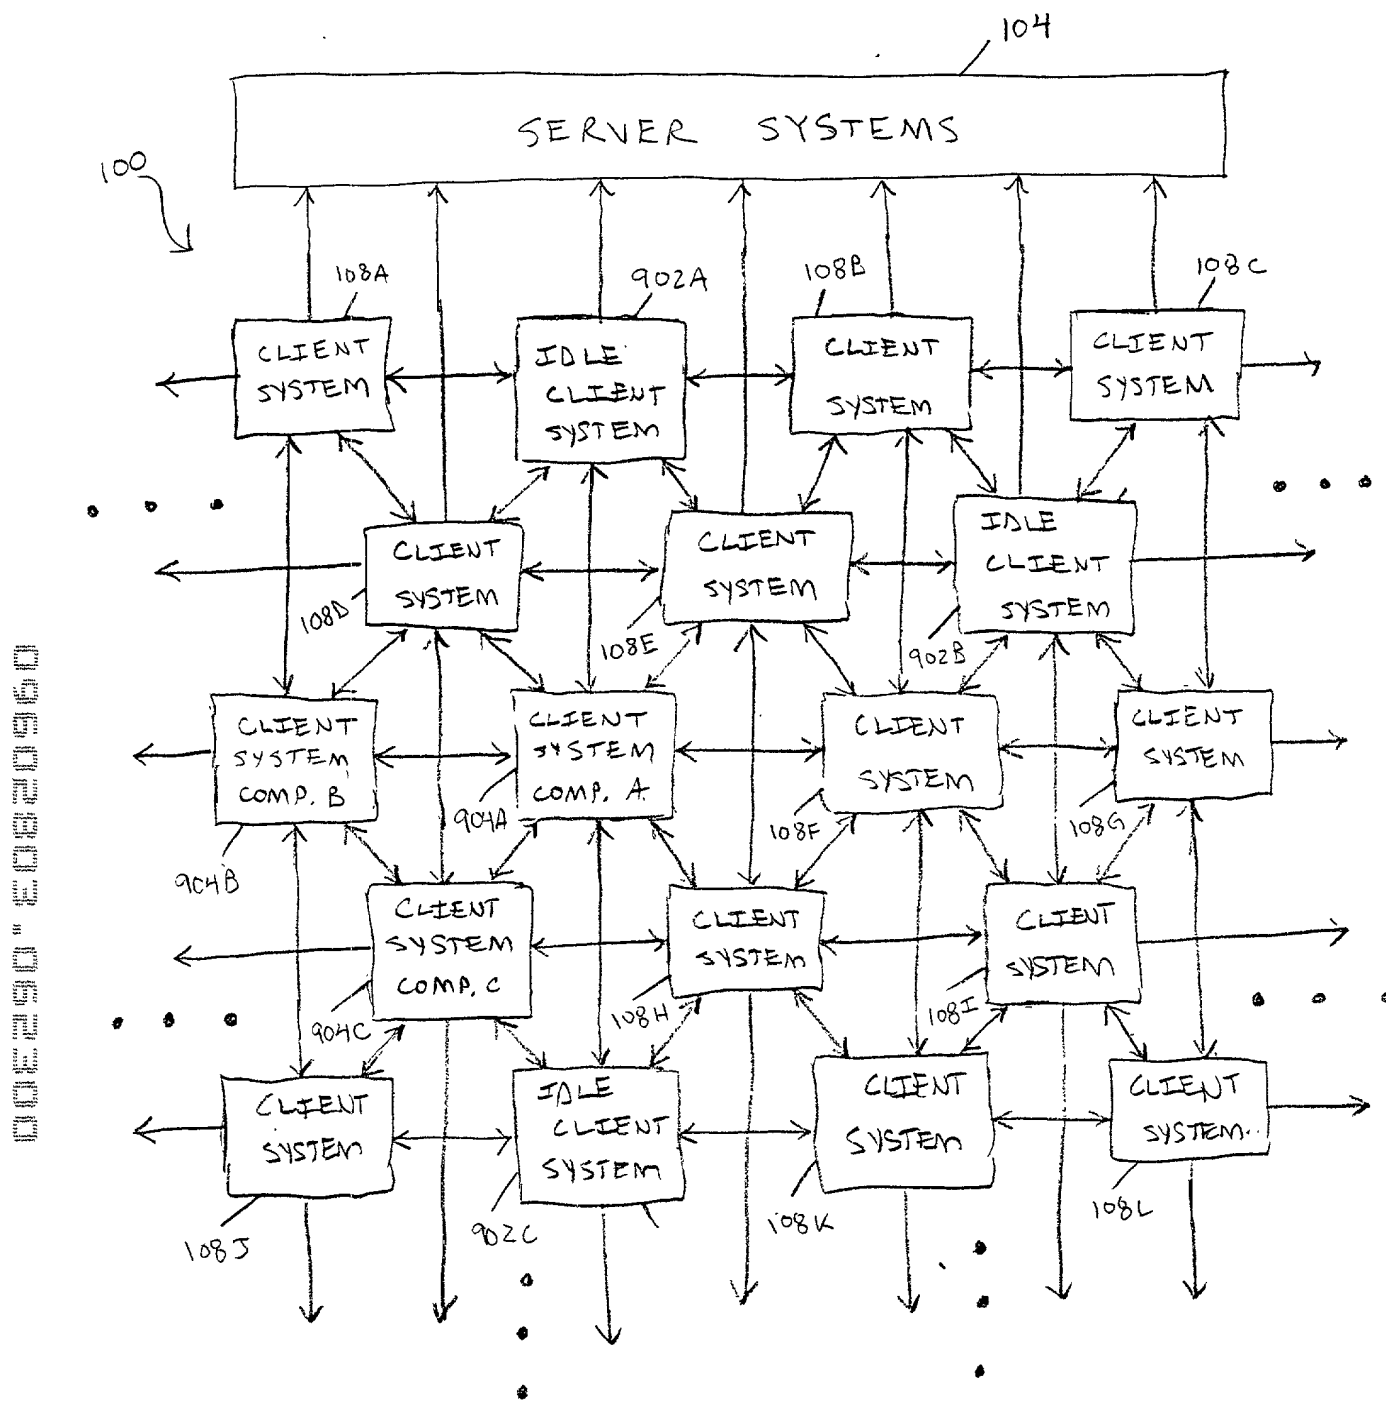 104
SERVER SYSTEMS
100
108A
902A
108B
108C
CLIENT
SYSTEM
IDLE
CLIENT
SYSTEM
CLIENT
SYSTEM
CLIENT
SYSTEM
CLIENT
SYSTEM
108D
CLIENT
SYSTEM
108E
IDLE
CLIENT
SYSTEM
902B
CLIENT
SYSTEM
COMP. B
904B
CLIENT
SYSTEM
COMP. A
904A
CLIENT
SYSTEM
108F
CLIENT
SYSTEM
108G
CLIENT
SYSTEM
COMP. C
904C
CLIENT
SYSTEM
108H
CLIENT
SYSTEM
108I
CLIENT
SYSTEM
108J
IDLE
CLIENT
SYSTEM
902C
CLIENT
SYSTEM
108K
CLIENT
SYSTEM
108L
09602803.062300